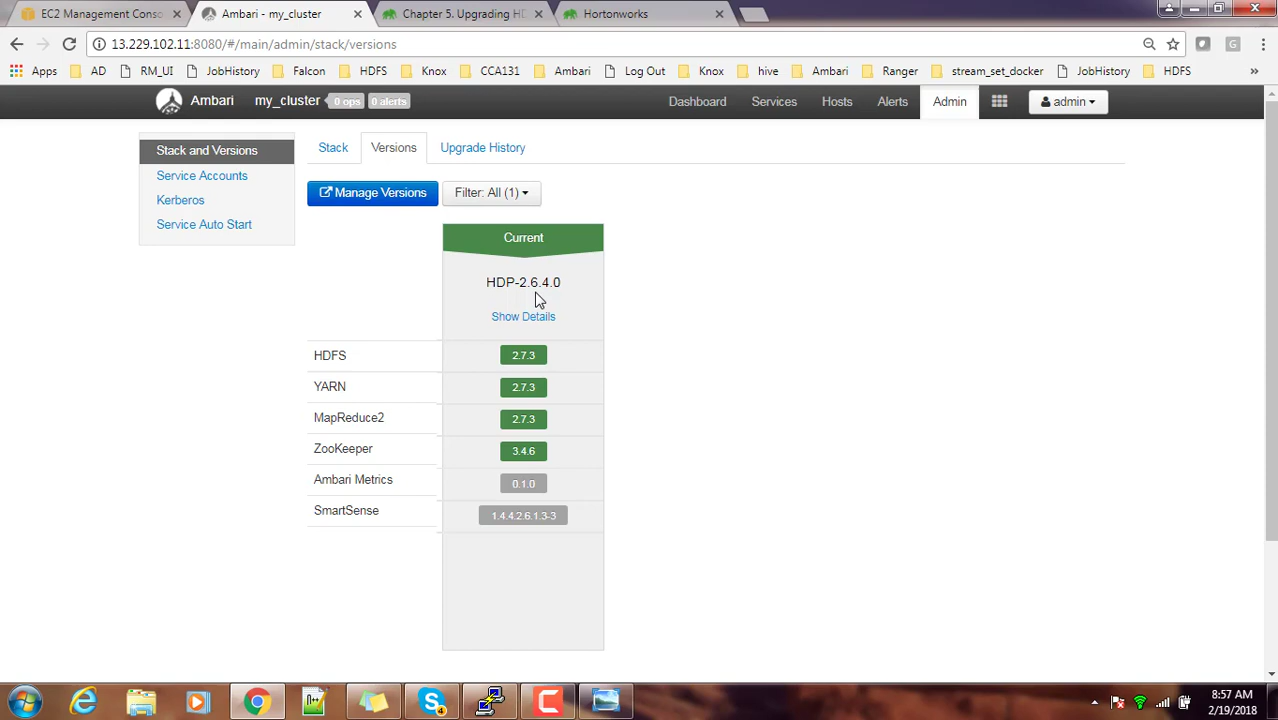 EC2 Management Conso
Ambari - my_cluster
Chapter 5. Upgrading HD
Hortonworks
13.229.102.11:8080/#/main/admin/stack/versions
Apps AD RM_UI JobHistory Falcon HDFS Knox CCA131 Ambari Log Out Knox hive Ambari Ranger stream_set_docker JobHistory HDFS »
Ambari my_cluster 0 ops 0 alerts Dashboard Services Hosts Alerts Admin admin
Stack and Versions
Service Accounts
Kerberos
Service Auto Start
Stack Versions Upgrade History
Manage Versions Filter: All (1)
Current
HDP-2.6.4.0
Show Details
HDFS 2.7.3
YARN 2.7.3
MapReduce2 2.7.3
ZooKeeper 3.4.6
Ambari Metrics 0.1.0
SmartSense 1.4.4.2.6.1.3-3
8:57 AM
2/19/2018